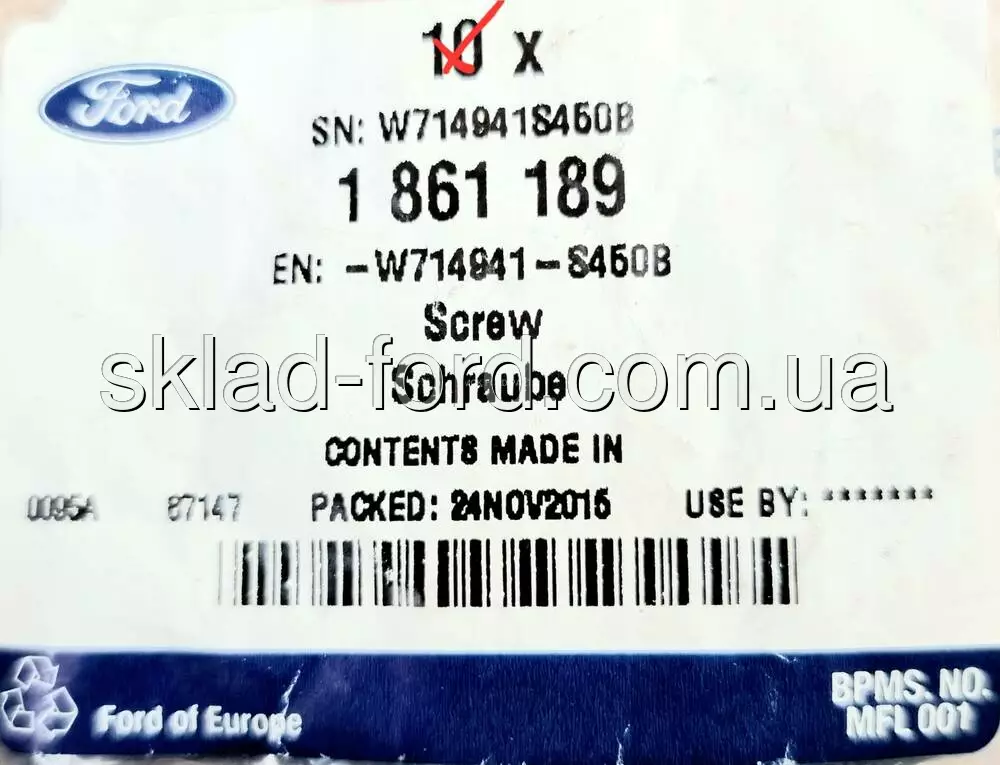 10 x
Ford
SN: W714941S450B
1 861 189
EN: -W714941-S450B
Screw
sklad-ford.com.ua
Schraube
CONTENTS MADE IN
0095A 87147 PACKED: 24NOV2015 USE BY: *******
Ford of Europe
BPMS. NO.
MFL 001